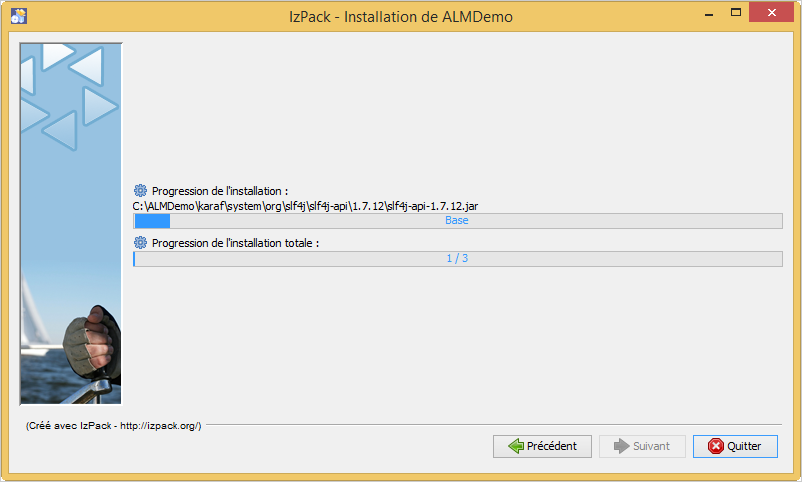 IzPack - Installation de ALMDemo
Progression de l'installation :
C:\ALMDemo\karaf\system\org\slf4j\slf4j-api\1.7.12\slf4j-api-1.7.12.jar
Base
Progression de l'installation totale :
1 / 3
(Créé avec IzPack - http://izpack.org/)
Précédent
Suivant
Quitter